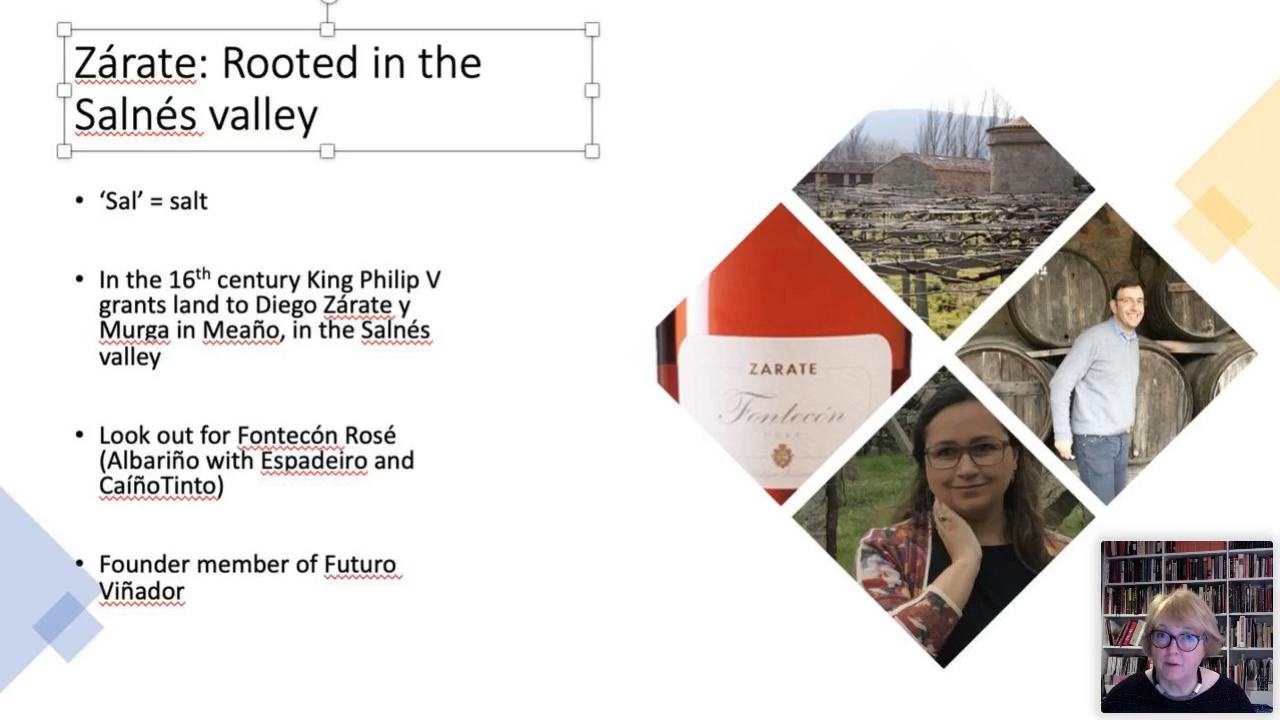 Zárate: Rooted in the
Salnés valley
• ‘Sal’ = salt
• In the 16th century King Philip V
grants land to Diego Zárate y
Murga in Meaño, in the Salnés
valley
• Look out for Fontecón Rosé
(Albariño with Espadeiro and
CaíñoTinto)
• Founder member of Futuro
Viñador
ZARATE
Fontecón